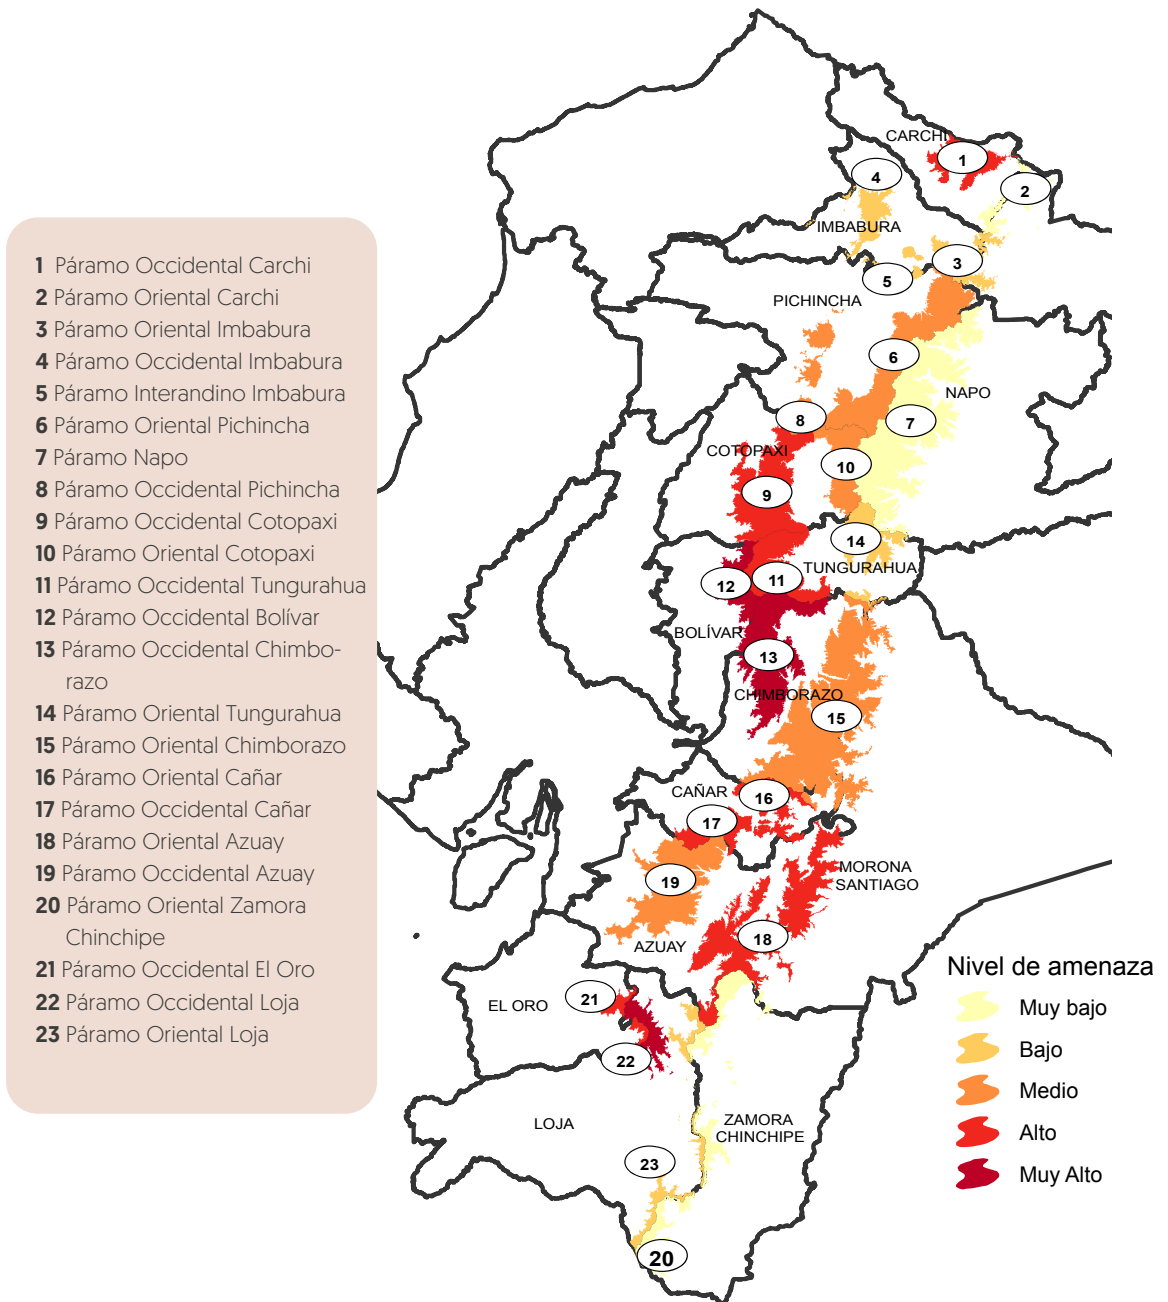 1 Páramo Occidental Carchi
2 Páramo Oriental Carchi
3 Páramo Oriental Imbabura
4 Páramo Occidental Imbabura
5 Páramo Interandino Imbabura
6 Páramo Oriental Pichincha
7 Páramo Napo
8 Páramo Occidental Pichincha
9 Páramo Occidental Cotopaxi
10 Páramo Oriental Cotopaxi
11 Páramo Occidental Tungurahua
12 Páramo Occidental Bolívar
13 Páramo Occidental Chimbo-
razo
14 Páramo Oriental Tungurahua
15 Páramo Oriental Chimborazo
16 Páramo Oriental Cañar
17 Páramo Occidental Cañar
18 Páramo Oriental Azuay
19 Páramo Occidental Azuay
20 Páramo Oriental Zamora
Chinchipe
21 Páramo Occidental El Oro
22 Páramo Occidental Loja
23 Páramo Oriental Loja
CARCHI
1
4
2
IMBABURA
3
5
PICHINCHA
6
NAPO
8
7
COTOPAXI
10
9
14
TUNGURAHUA
11
12
BOLÍVAR
13
CHIMBORAZO
15
CAÑAR
16
17
MORONA
SANTIAGO
19
18
AZUAY
21
EL ORO
22
LOJA
ZAMORA
CHINCHIPE
23
20
Nivel de amenaza
Muy bajo
Bajo
Medio
Alto
Muy Alto